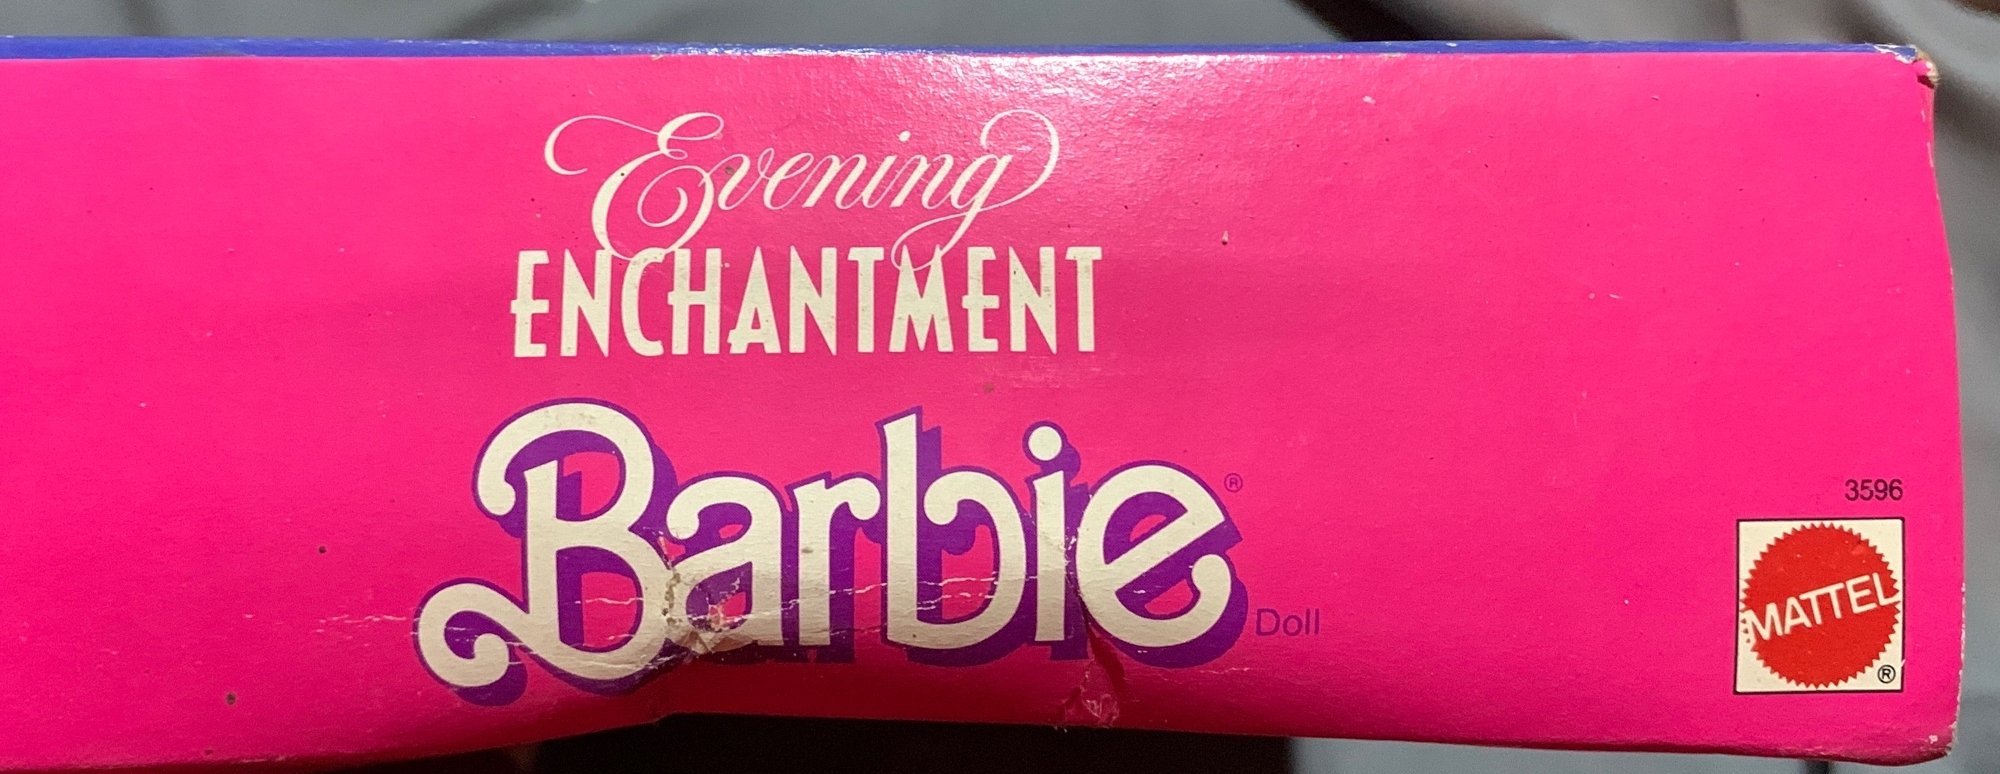 Evening
ENCHANTMENT
Barbie®
Doll
3596
MATTEL
®